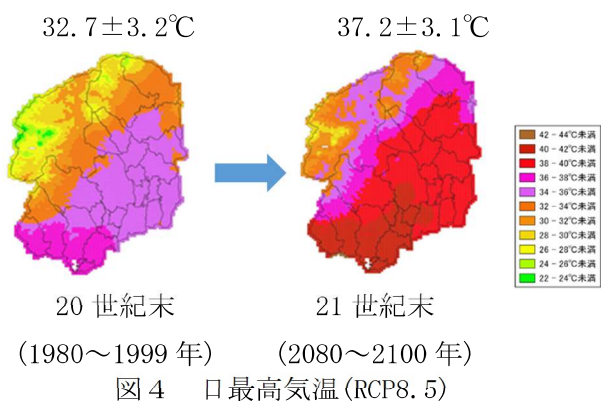 32.7±3.2℃
37.2±3.1℃
42－44℃未満
40－42℃未満
38－40℃未満
36－38℃未満
34－36℃未満
32－34℃未満
30－32℃未満
28－30℃未満
26－28℃未満
24－26℃未満
22－24℃未満
20 世紀末
21 世紀末
(1980～1999 年)
(2080～2100 年)
図４　日最高気温(RCP8.5)